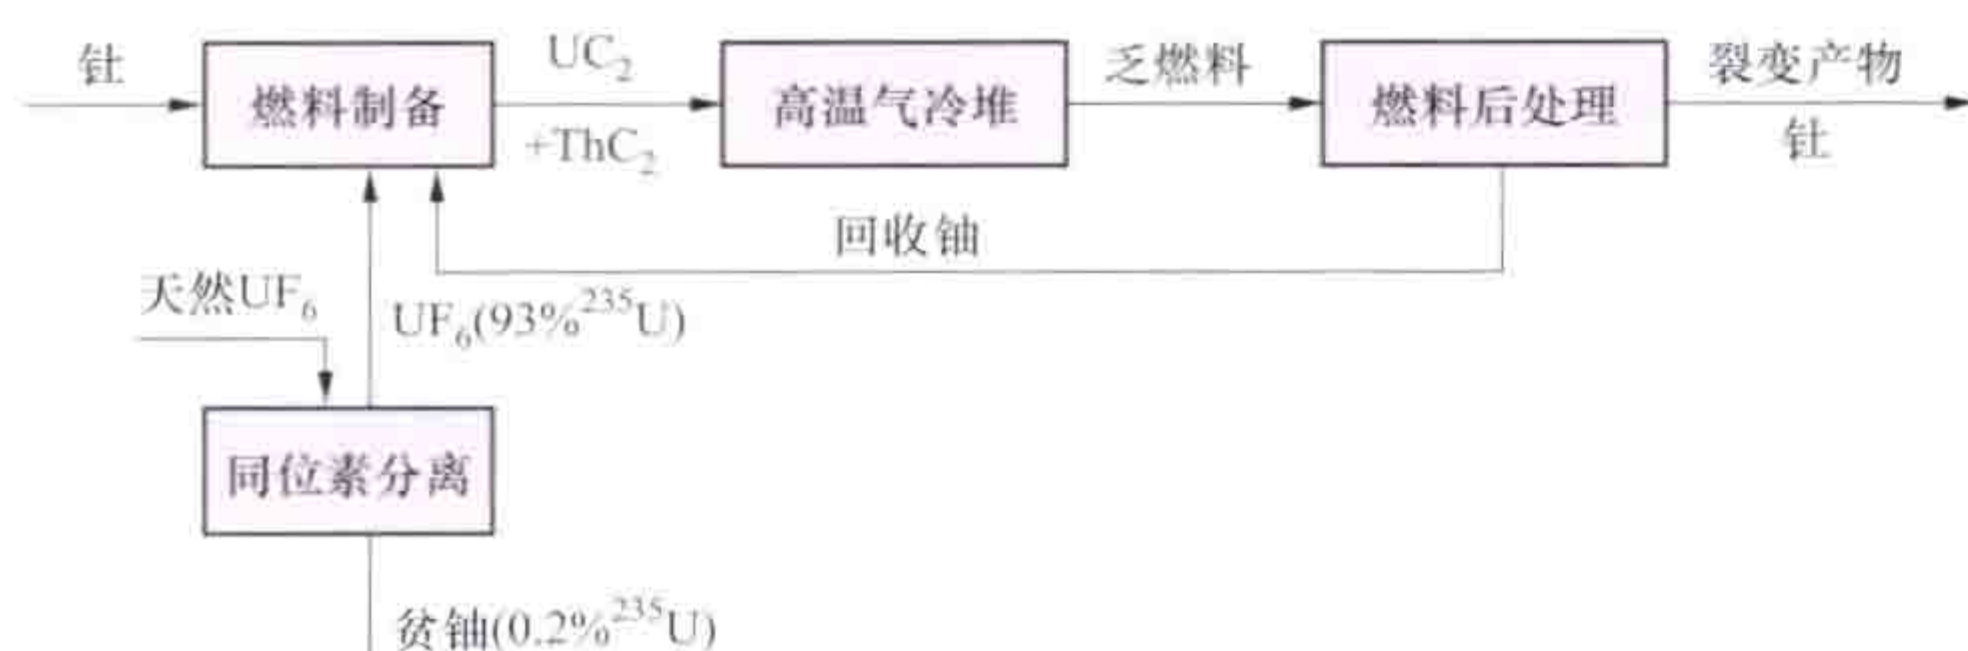 钍
燃料制备
UC₂
+ThC₂
高温气冷堆
乏燃料
燃料后处理
裂变产物
钍
回收铀
天然UF₆
UF₆(93%²³⁵U)
同位素分离
贫铀(0.2%²³⁵U)